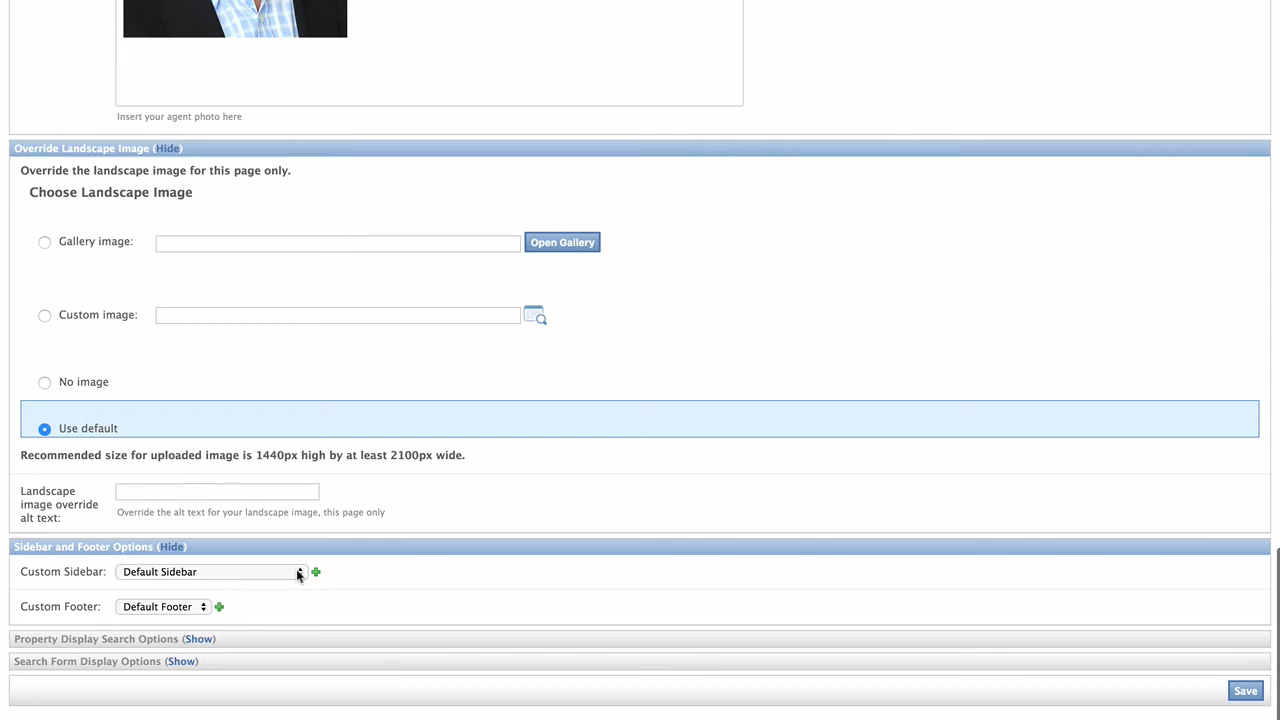 Insert your agent photo here
Override Landscape Image (Hide)
Override the landscape image for this page only.
Choose Landscape Image
Gallery image:
Open Gallery
Custom image:
No image
Use default
Recommended size for uploaded image is 1440px high by at least 2100px wide.
Landscape
image override
alt text:
Override the alt text for your landscape image, this page only
Sidebar and Footer Options (Hide)
Custom Sidebar: Default Sidebar
Custom Footer: Default Footer
Property Display Search Options (Show)
Search Form Display Options (Show)
Save